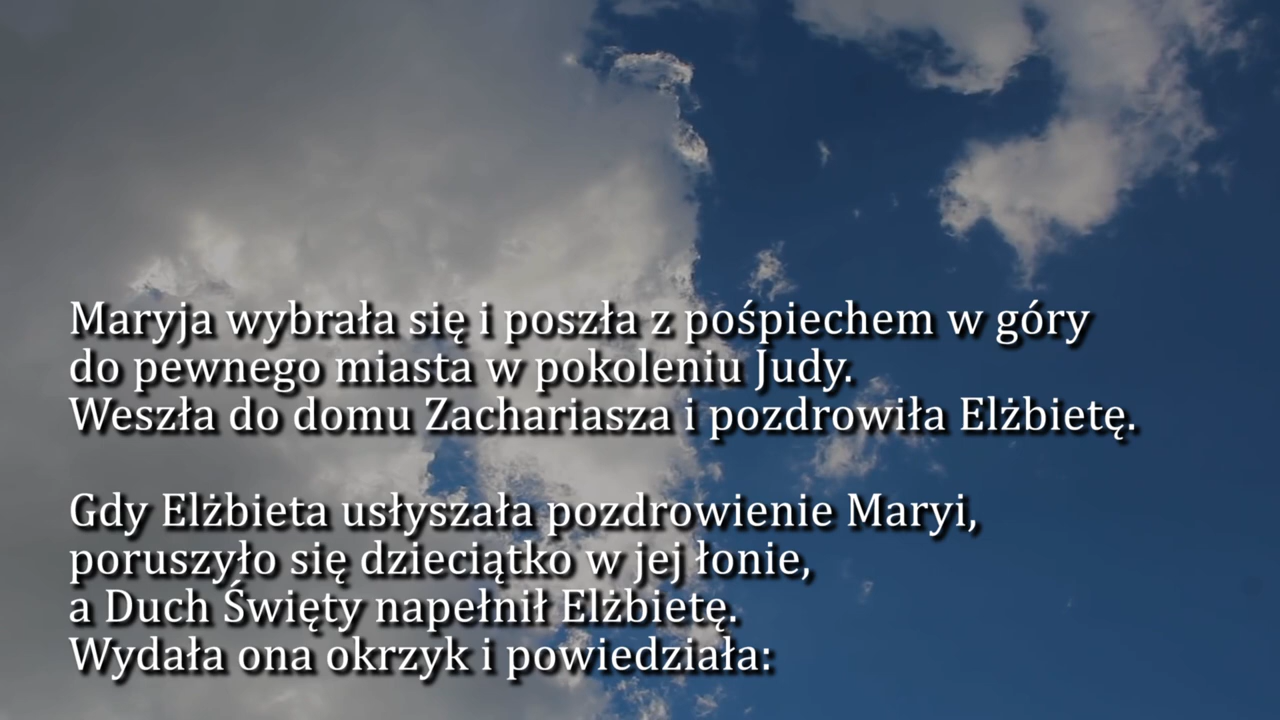 Maryja wybrała się i poszła z pośpiechem w góry
do pewnego miasta w pokoleniu Judy.
Weszła do domu Zachariasza i pozdrowiła Elżbietę.
Gdy Elżbieta usłyszała pozdrowienie Maryi,
poruszyło się dzieciątko w jej łonie,
a Duch Święty napełnił Elżbietę.
Wydała ona okrzyk i powiedziała: